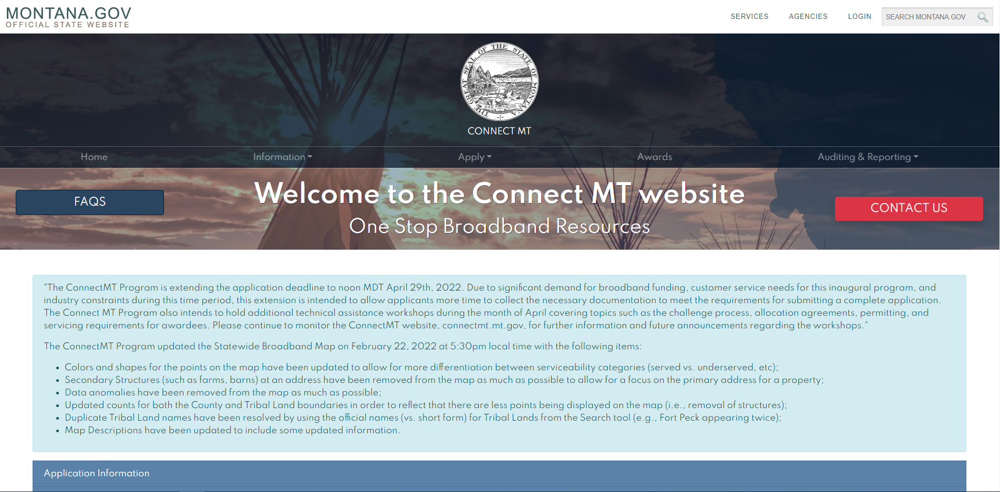 MONTANA.GOV
OFFICIAL STATE WEBSITE
SERVICES
AGENCIES
LOGIN
SEARCH MONTANA.GOV
THE GREAT SEAL OF THE STATE OF MONTANA
ORO Y PLATA
CONNECT MT
Home
Information
Apply
Awards
Auditing & Reporting
FAQS
Welcome to the Connect MT website
One Stop Broadband Resources
CONTACT US
"The ConnectMT Program is extending the application deadline to noon MDT April 29th, 2022. Due to significant demand for broadband funding, customer service needs for this inaugural program, and
industry constraints during this time period, this extension is intended to allow applicants more time to collect the necessary documentation to meet the requirements for submitting a complete application.
The Connect MT Program also intends to hold additional technical assistance workshops during the month of April covering topics such as the challenge process, allocation agreements, permitting, and
servicing requirements for awardees. Please continue to monitor the ConnectMT website, connectmt.mt.gov, for further information and future announcements regarding the workshops."
The ConnectMT Program updated the Statewide Broadband Map on February 22, 2022 at 5:30pm local time with the following items:
• Colors and shapes for the points on the map have been updated to allow for more differentiation between serviceability categories (served vs. underserved, etc);
• Secondary Structures (such as farms, barns) at an address have been removed from the map as much as possible to allow for a focus on the primary address for a property;
• Data anomalies have been removed from the map as much as possible;
• Updated counts for both the County and Tribal Land boundaries in order to reflect that there are less points being displayed on the map (i.e., removal of structures);
• Duplicate Tribal Land names have been resolved by using the official names (vs. short form) for Tribal Lands from the Search tool (e.g., Fort Peck appearing twice);
• Map Descriptions have been updated to include some updated information.
Application Information